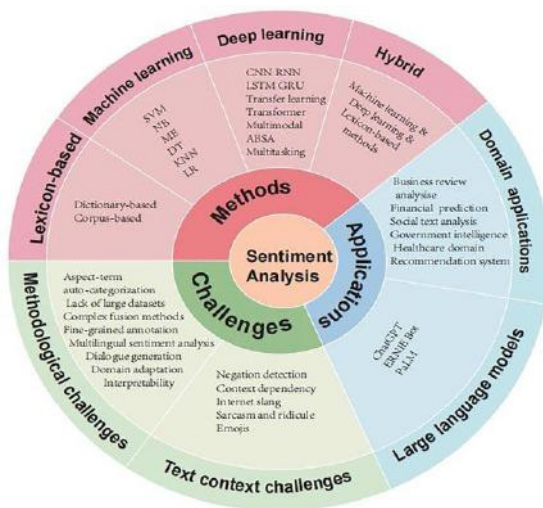 Sentiment
Analysis
Methods
Applications
Challenges
Lexicon-based
Dictionary-based
Corpus-based
Machine learning
SVM
NB
ME
DT
KNN
LR
Deep learning
CNN RNN
LSTM GRU
Transfer learning
Transformer
Multimodal
ABSA
Multitasking
Hybrid
Machine learning &
Deep learning &
Lexicon-based
methods
Domain applications
Business review
analysise
Financial prediction
Social text analysis
Government intelligence
Healthcare domain
Recommendation system
Large language models
ChatGPT
ERNIE Bot
PaLM
Text context challenges
Negation detection
Context dependency
Internet slang
Sarcasm and ridicule
Emojis
Methodological challenges
Aspect-term
auto-categorization
Lack of large datasets
Complex fusion methods
Fine-grained annotation
Multilingual sentiment analysis
Dialogue generation
Domain adaptation
Interpretability